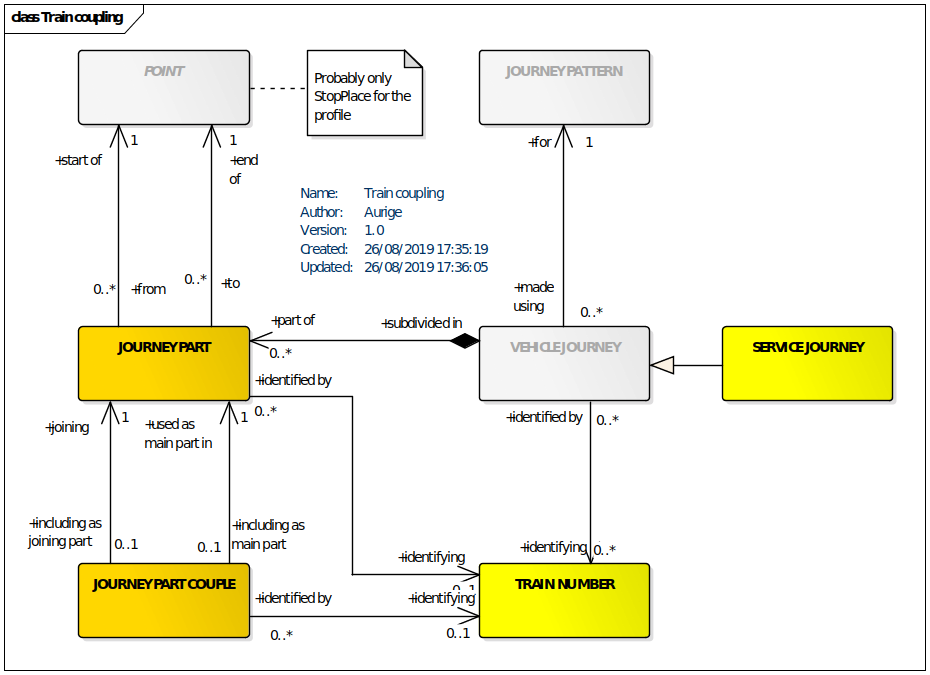 class Train coupling
POINT
Probably only
StopPlace for the
profile
JOURNEY PATTERN
+start of
1
1
+end
of
+for
1
Name: Train coupling
Author: Aurige
Version: 1.0
Created: 26/08/2019 17:35:19
Updated: 26/08/2019 17:36:05
0..*
+from
0..*
+to
+made
using
0..*
+part of
+subdivided in
0..*
JOURNEY PART
VEHICLE JOURNEY
SERVICE JOURNEY
+identified by
0..*
+joining
1
+used as
main part in
1
+identified by
0..*
+including as
joining part
0..1
0..1
+including as
main part
+identifying
0..*
+identifying
0..1
JOURNEY PART COUPLE
TRAIN NUMBER
+identified by
+identifying
0..*
0..1